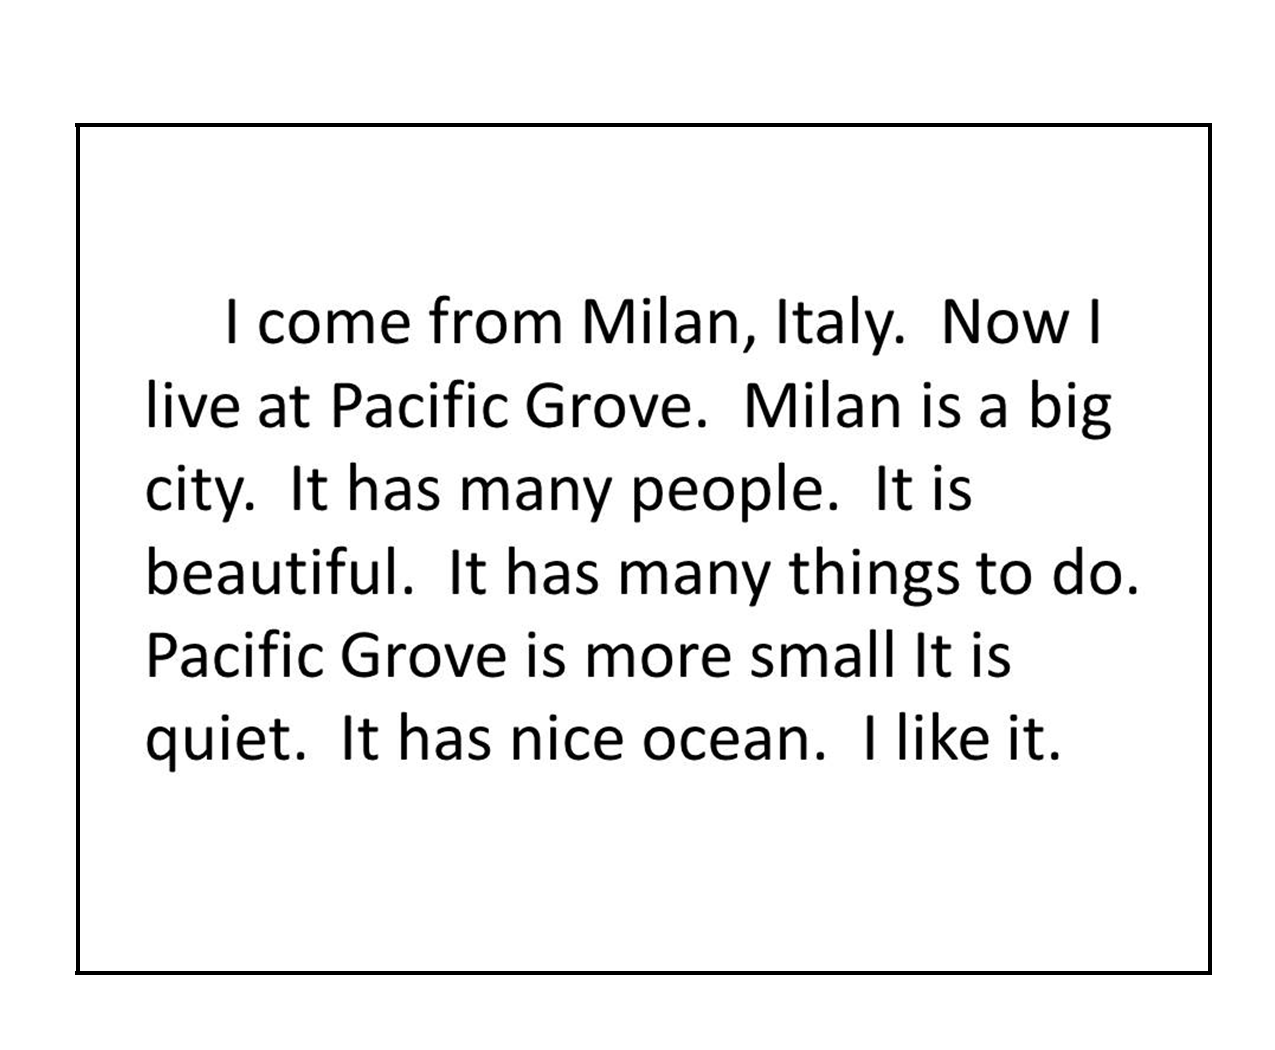 I come from Milan, Italy.  Now I
live at Pacific Grove.  Milan is a big
city.  It has many people.  It is
beautiful.  It has many things to do.
Pacific Grove is more small It is
quiet.  It has nice ocean.  I like it.